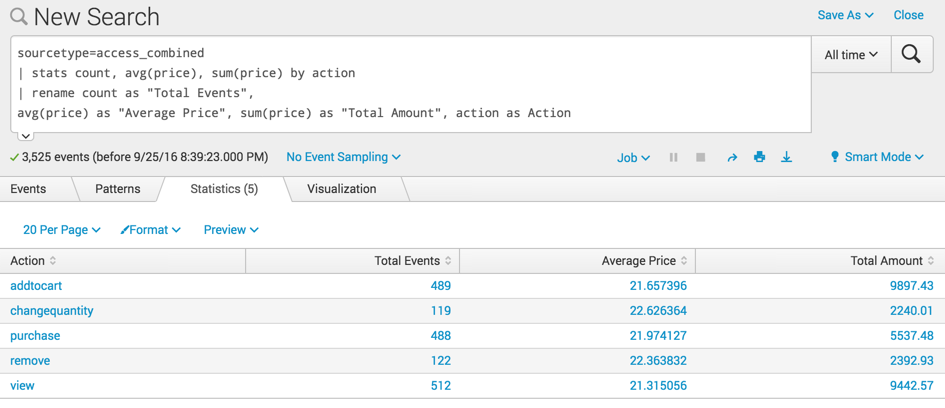 New Search
Save As
Close
sourcetype=access_combined
| stats count, avg(price), sum(price) by action
| rename count as "Total Events",
avg(price) as "Average Price", sum(price) as "Total Amount", action as Action
All time
3,525 events (before 9/25/16 8:39:23.000 PM)
No Event Sampling
Job
Smart Mode
Events
Patterns
Statistics (5)
Visualization
20 Per Page
Format
Preview
Action Total Events Average Price Total Amount
addtocart 489 21.657396 9897.43
changequantity 119 22.626364 2240.01
purchase 488 21.974127 5537.48
remove 122 22.363832 2392.93
view 512 21.315056 9442.57